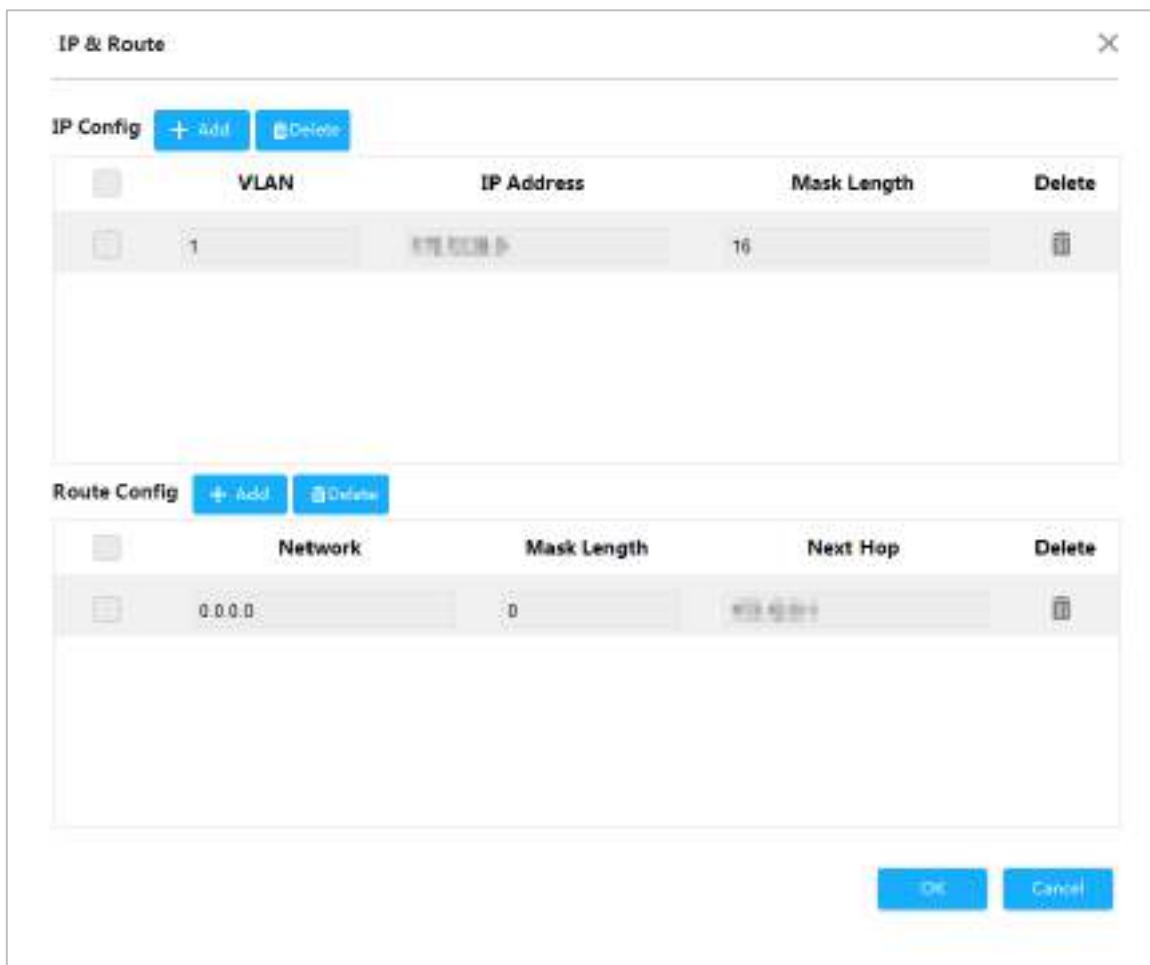 IP & Route
IP Config + Add Delete
VLAN IP Address Mask Length Delete
1 16
Route Config + Add Delete
Network Mask Length Next Hop Delete
0.0.0.0 0
OK Cancel